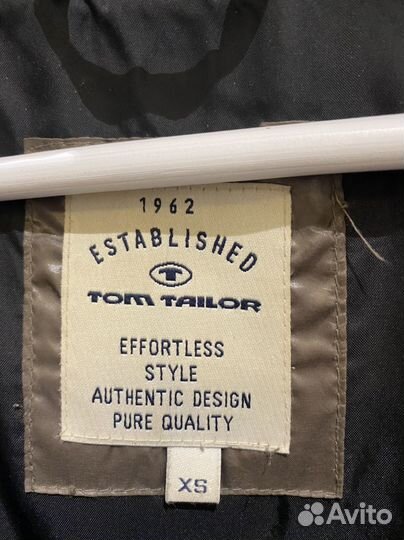 1962
ESTABLISHED
T
TOM TAILOR
EFFORTLESS
STYLE
AUTHENTIC DESIGN
PURE QUALITY
XS
Avito